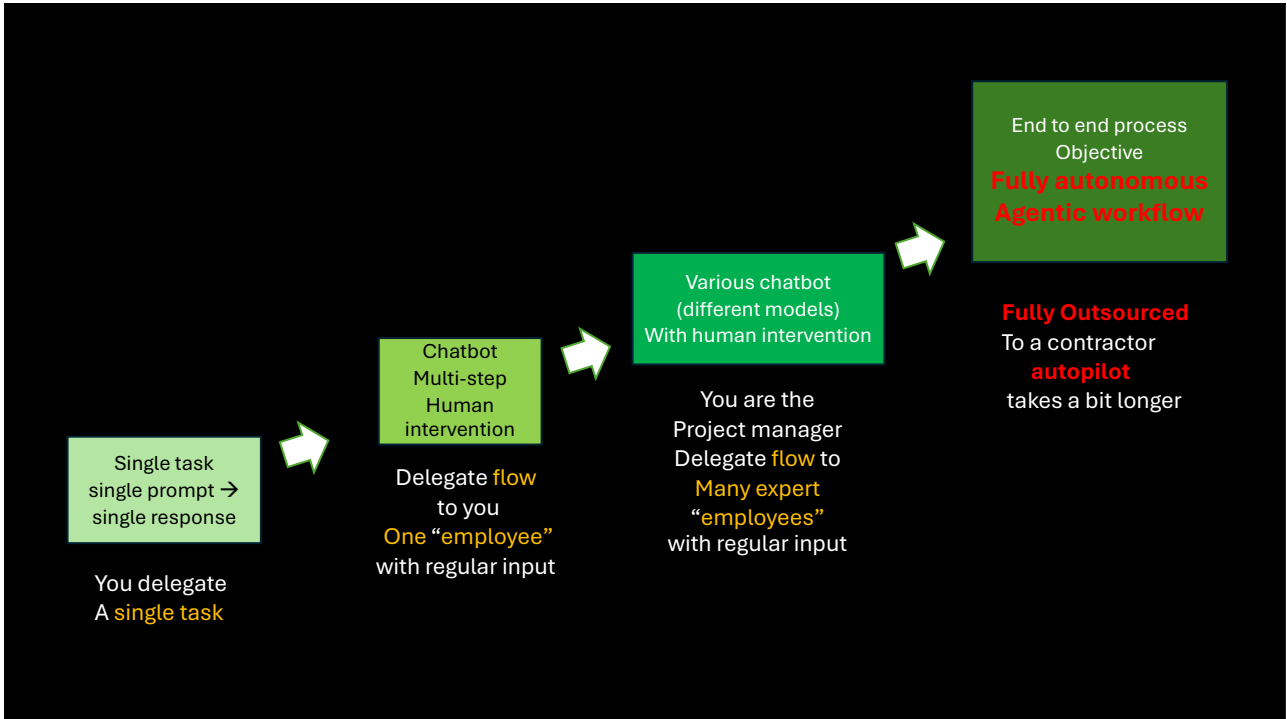 Single task
single prompt →
single response
You delegate
A single task
Chatbot
Multi-step
Human
intervention
Delegate flow
to you
One “employee”
with regular input
Various chatbot
(different models)
With human intervention
You are the
Project manager
Delegate flow to
Many expert
“employees”
with regular input
End to end process
Objective
Fully autonomous
Agentic workflow
Fully Outsourced
To a contractor
autopilot
takes a bit longer